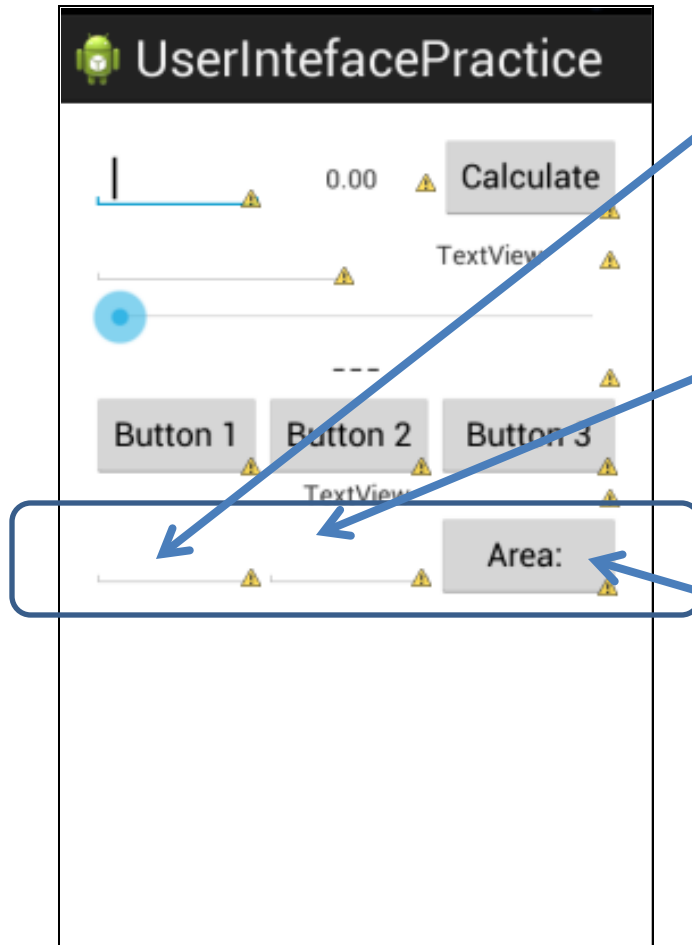 UserIntefacePractice
0.00 Calculate
TextView
---
Button 1 Button 2 Button 3
TextView
Area: